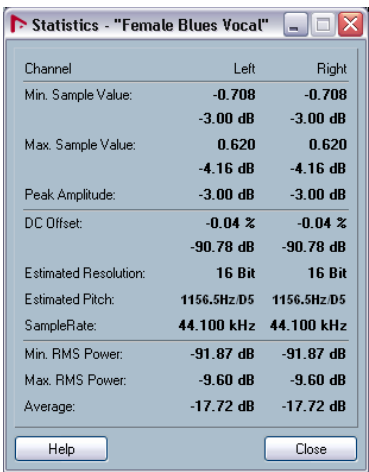 Statistics - "Female Blues Vocal"
Channel Left Right
Min. Sample Value: -0.708 -0.708
-3.00 dB -3.00 dB
Max. Sample Value: 0.620 0.620
-4.16 dB -4.16 dB
Peak Amplitude: -3.00 dB -3.00 dB
DC Offset: -0.04 % -0.04 %
-90.78 dB -90.78 dB
Estimated Resolution: 16 Bit 16 Bit
Estimated Pitch: 1156.5Hz/D5 1156.5Hz/D5
SampleRate: 44.100 kHz 44.100 kHz
Min. RMS Power: -91.87 dB -91.87 dB
Max. RMS Power: -9.60 dB -9.60 dB
Average: -17.72 dB -17.72 dB
Help Close